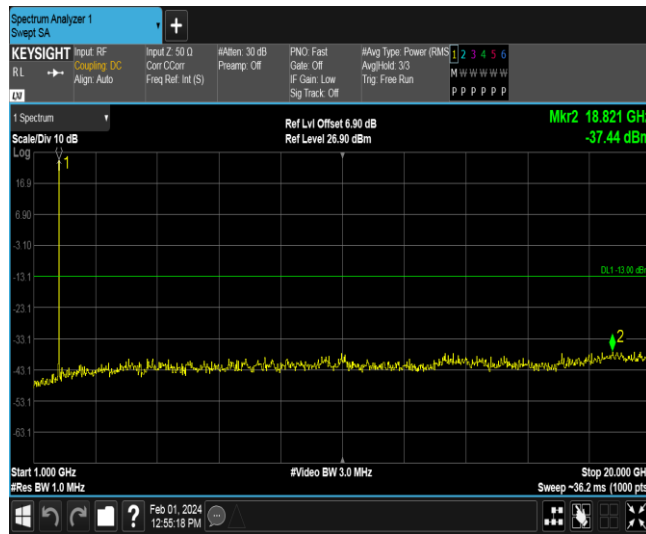 Spectrum Analyzer 1
Swept SA
+
KEYSIGHT
RL
LXI
Input: RF
Coupling: DC
Align: Auto
Input Z: 50 Ω
Corr CCorr
Freq Ref: Int (S)
#Atten: 30 dB
Preamp: Off
PNO: Fast
Gate: Off
IF Gain: Low
Sig Track: Off
#Avg Type: Power (RMS
Avg|Hold: 3/3
Trig: Free Run
1 2 3 4 5 6
M W W W W W
P P P P P P
1 Spectrum
Scale/Div 10 dB
Log
Ref Lvl Offset 6.90 dB
Ref Level 26.90 dBm
Mkr2 18.821 GHz
-37.44 dBm
1
16.9
6.90
-3.10
-13.1
DL1 -13.00 dBm
-23.1
-33.1
2
-43.1
-53.1
-63.1
Start 1.000 GHz
#Res BW 1.0 MHz
#Video BW 3.0 MHz
Stop 20.000 GH
Sweep ~36.2 ms (1000 pts
?
Feb 01, 2024
12:55:18 PM